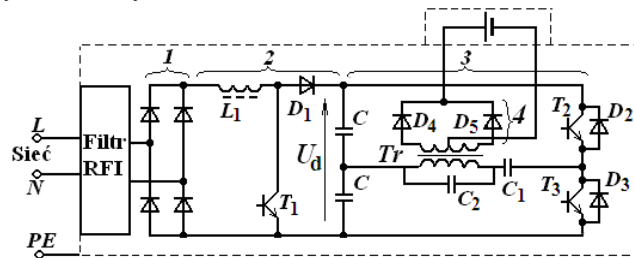 1
2
3
L1
D1
C
Ud
C
T1
D4
D5
4
Tr
C2
C1
T2
D2
T3
D3
L
Sieć
N
Filtr
RFI
PE